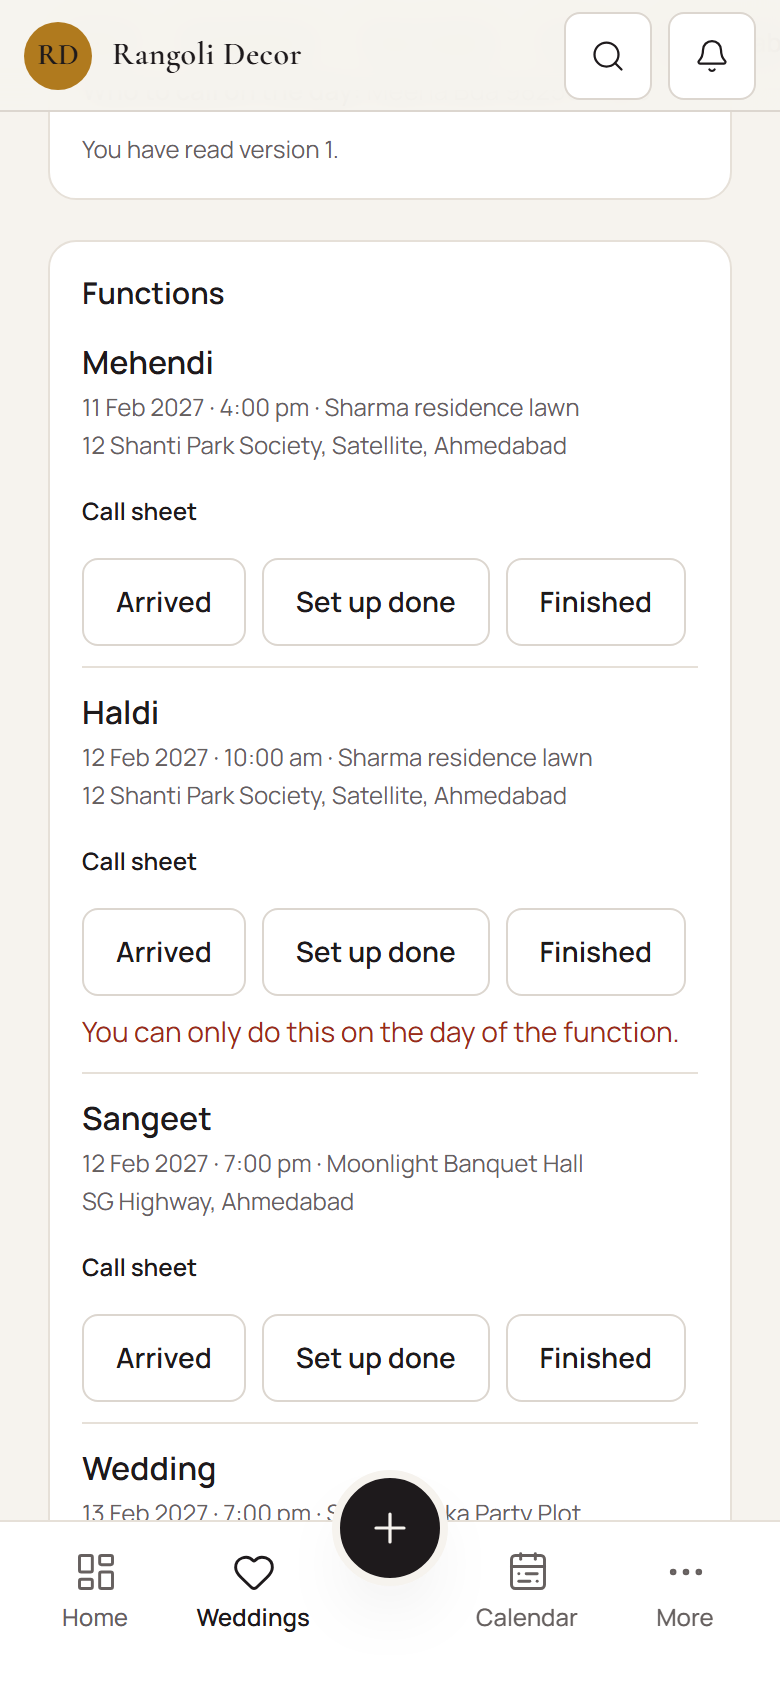 RD
Rangoli Decor
You have read version 1.
Functions
Mehendi
11 Feb 2027 · 4:00 pm · Sharma residence lawn
12 Shanti Park Society, Satellite, Ahmedabad
Call sheet
Arrived
Set up done
Finished
Haldi
12 Feb 2027 · 10:00 am · Sharma residence lawn
12 Shanti Park Society, Satellite, Ahmedabad
Call sheet
Arrived
Set up done
Finished
You can only do this on the day of the function.
Sangeet
12 Feb 2027 · 7:00 pm · Moonlight Banquet Hall
SG Highway, Ahmedabad
Call sheet
Arrived
Set up done
Finished
Wedding
13 Feb 2027 · 7:00 pm · Party Plot
Home
Weddings
Calendar
More